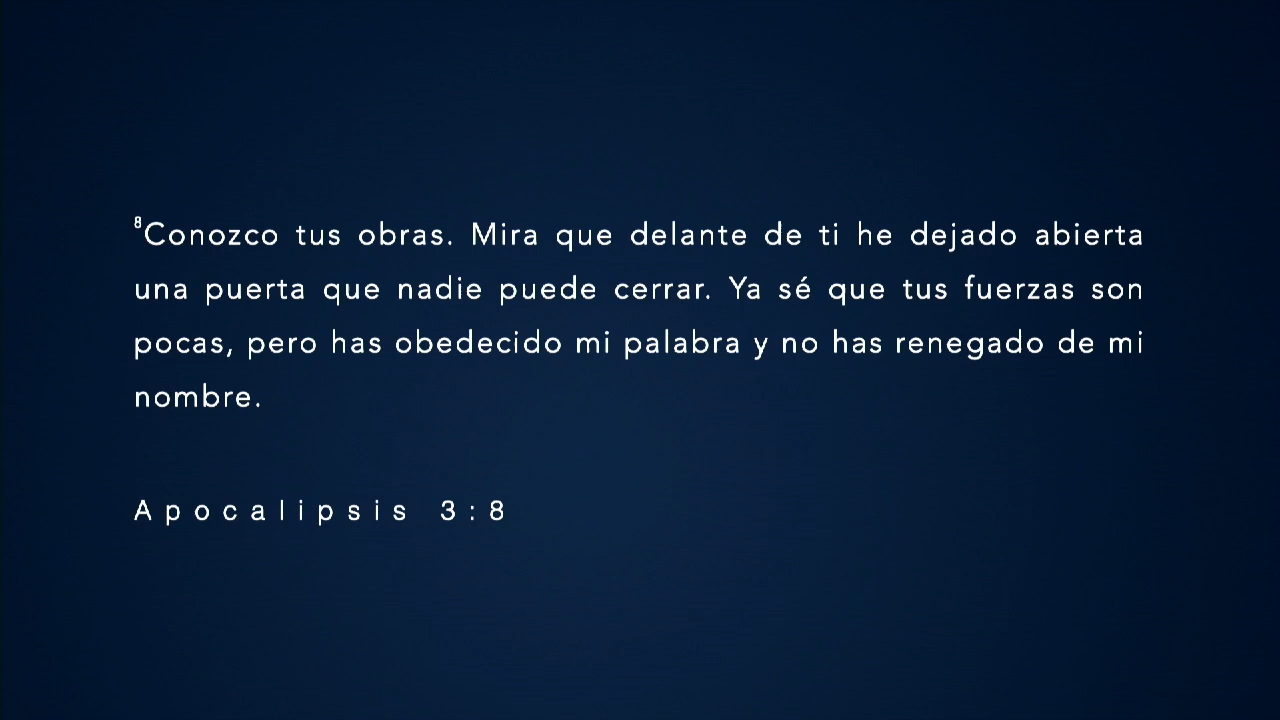 ⁸Conozco tus obras. Mira que delante de ti he dejado abierta
una puerta que nadie puede cerrar. Ya sé que tus fuerzas son
pocas, pero has obedecido mi palabra y no has renegado de mi
nombre.
Apocalipsis 3:8